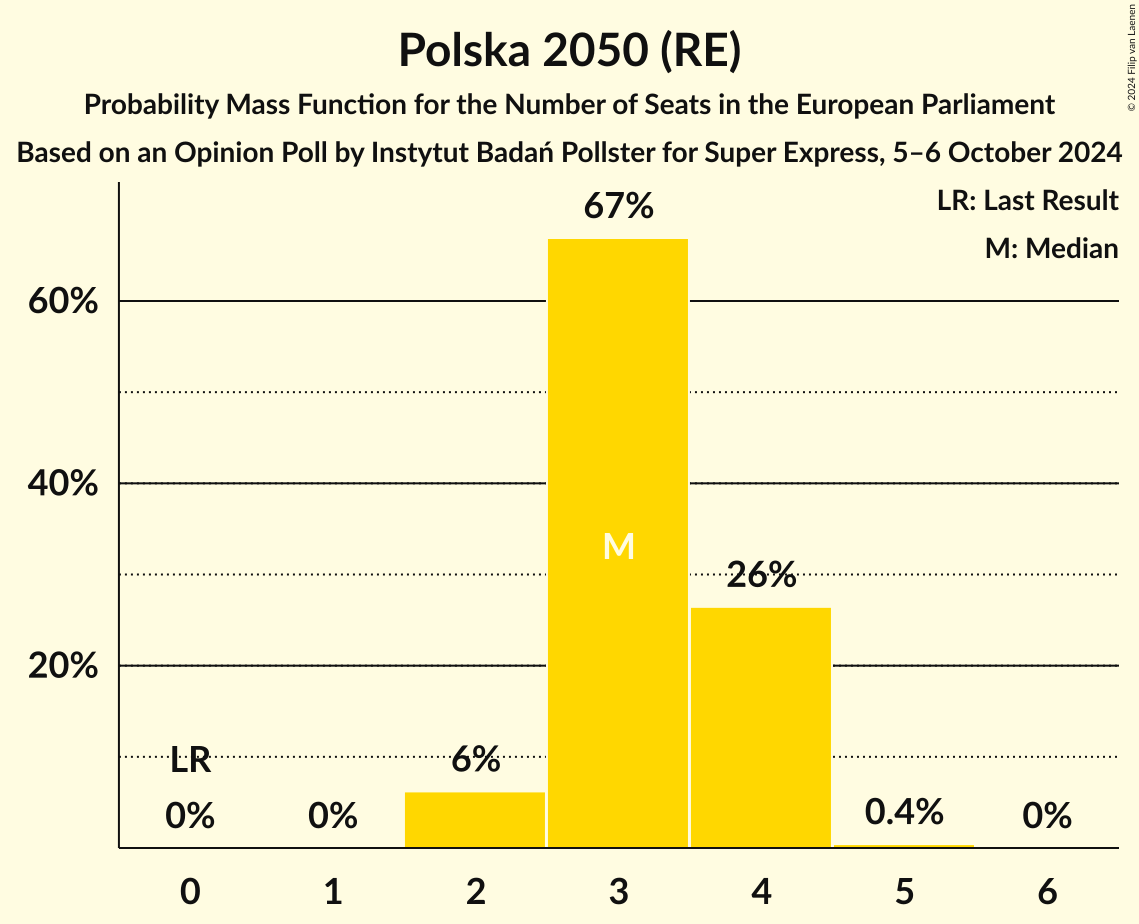 Polska 2050 (RE)
Probability Mass Function for the Number of Seats in the European Parliament
Based on an Opinion Poll by Instytut Badań Pollster for Super Express, 5–6 October 2024
© 2024 Filip van Laenen
LR: Last Result
M: Median
67%
60%
40%
M
26%
20%
LR
6%
0%
0%
0.4%
0%
0
1
2
3
4
5
6